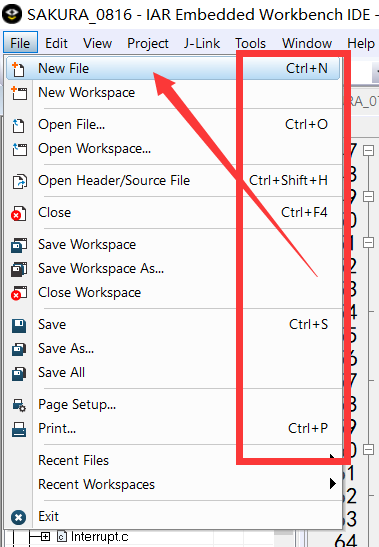 SAKURA_0816 - IAR Embedded Workbench IDE -
File Edit View Project J-Link Tools Window Help
New File Ctrl+N
New Workspace
Open File... Ctrl+O
Open Workspace...
Open Header/Source File Ctrl+Shift+H
Close Ctrl+F4
Save Workspace
Save Workspace As...
Close Workspace
Save Ctrl+S
Save As...
Save All
Page Setup...
Print... Ctrl+P
Recent Files
Recent Workspaces
Exit
Interrupt.c
64